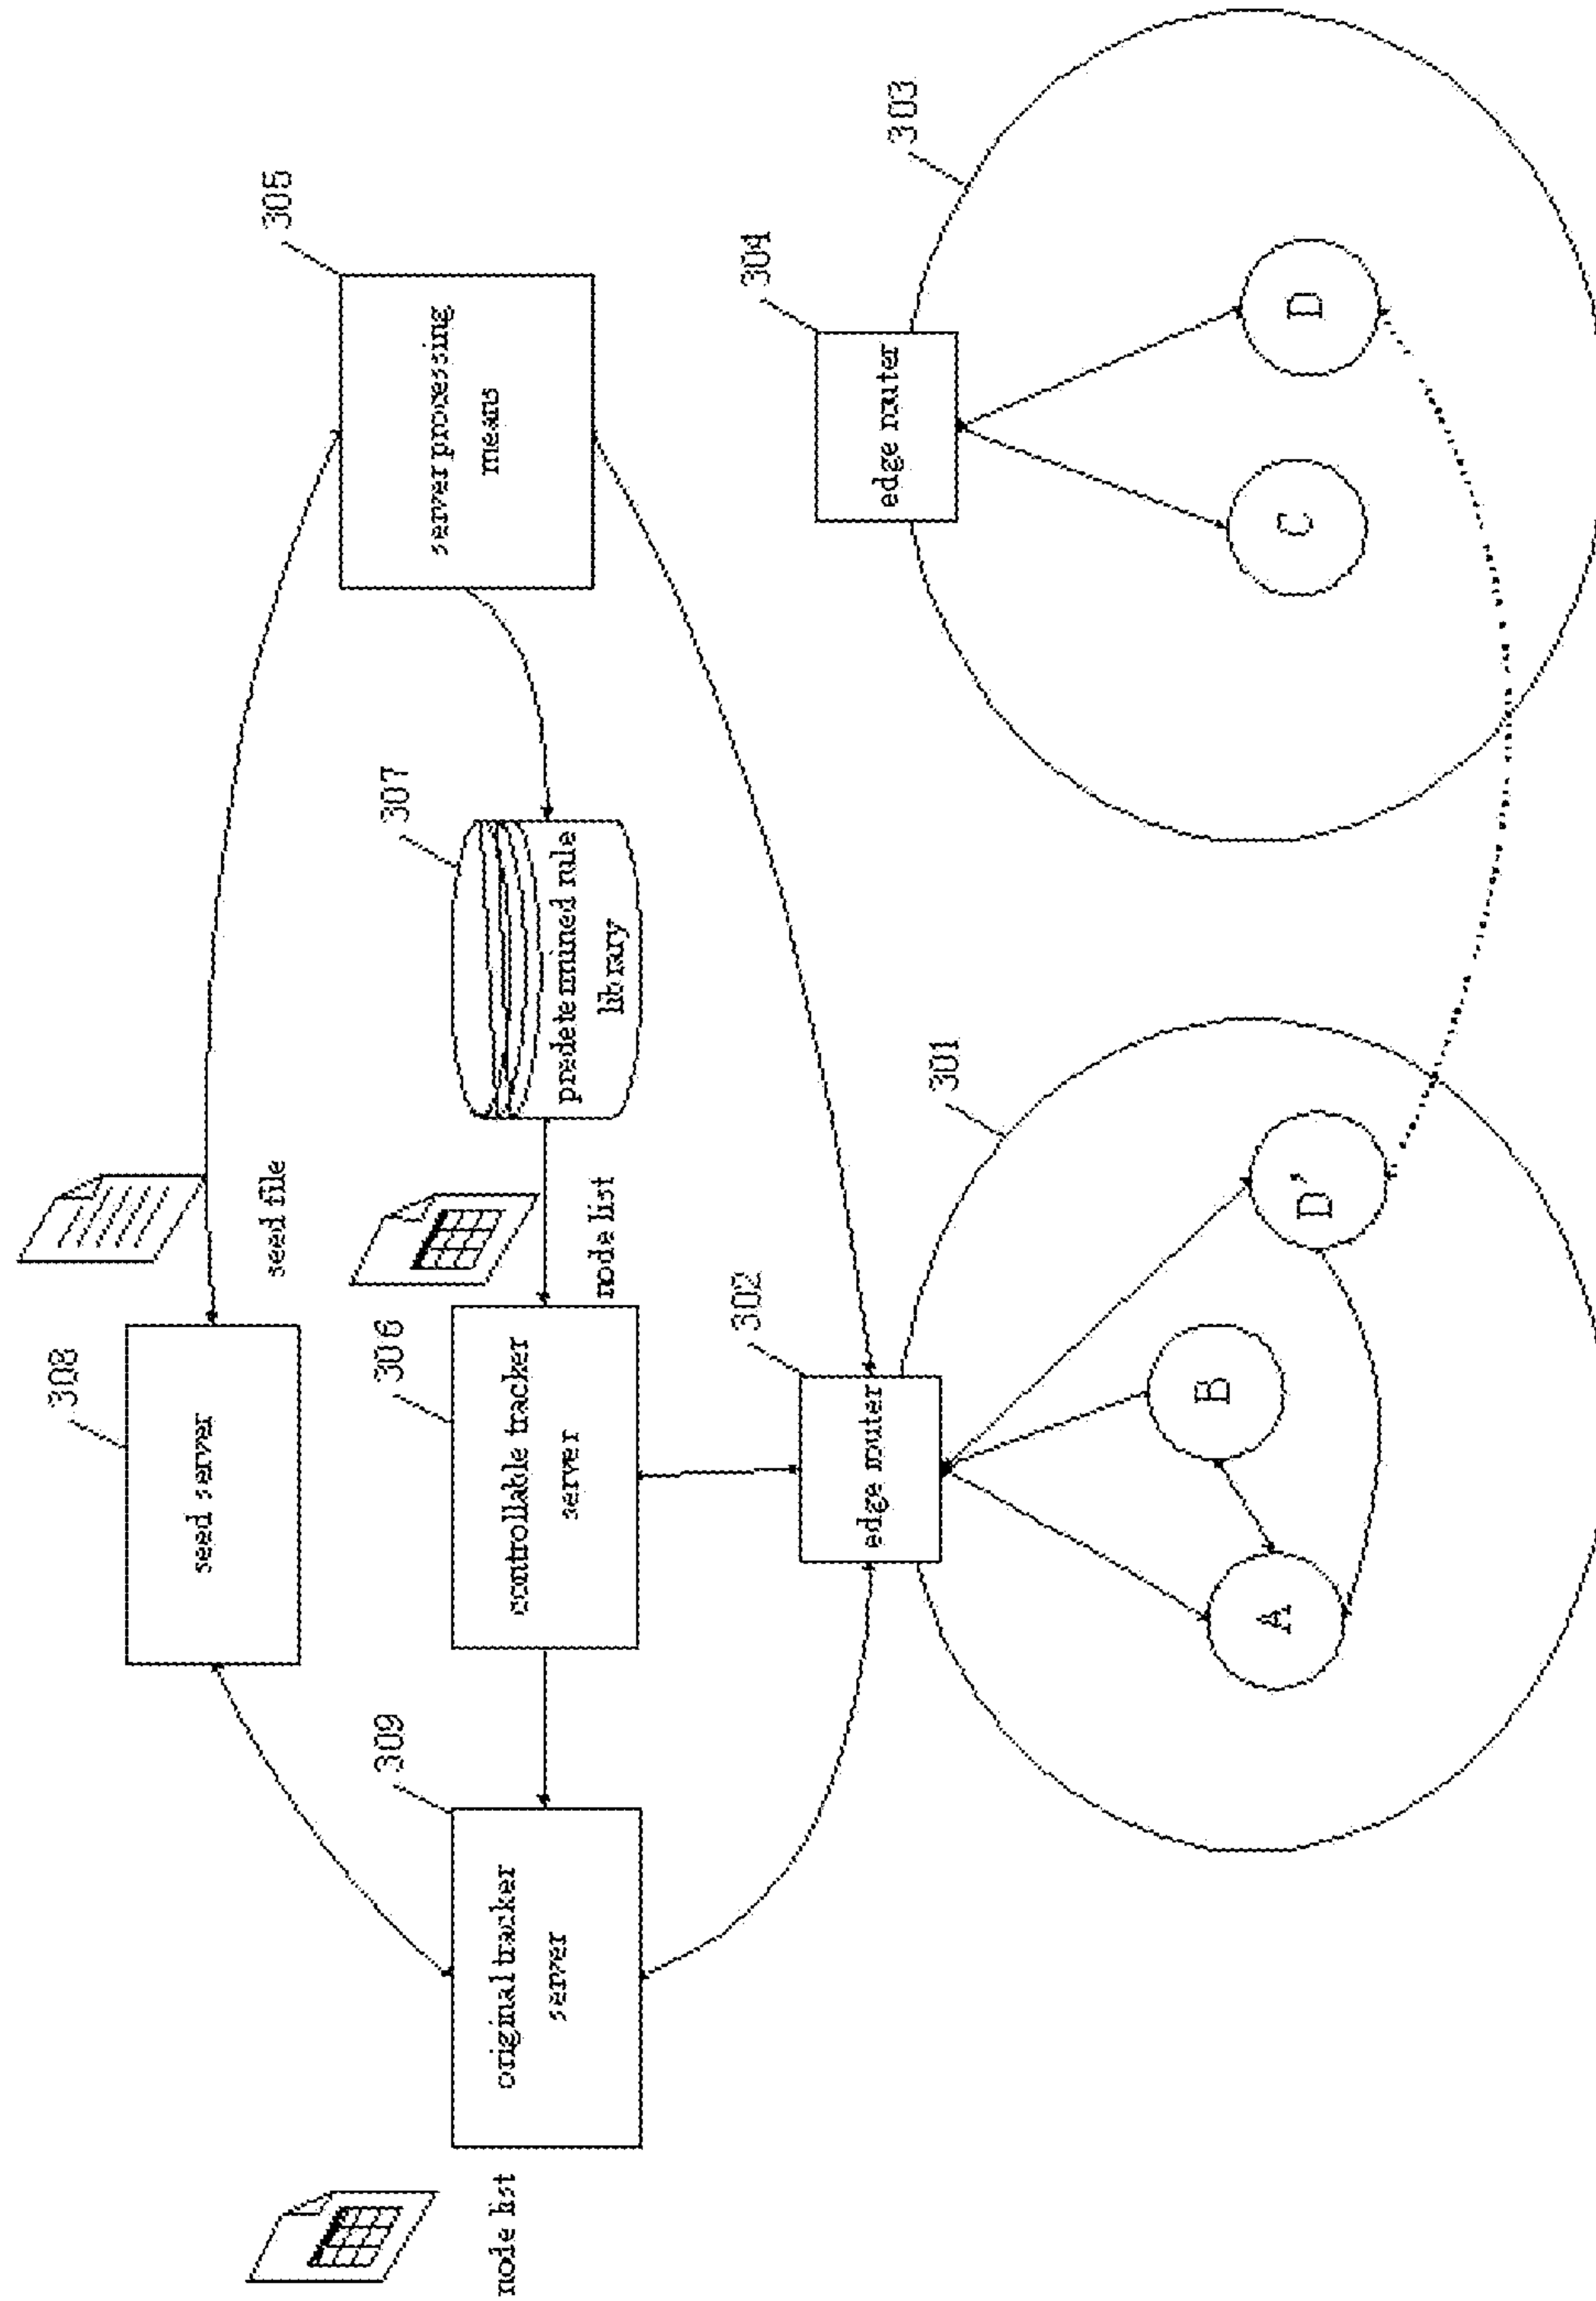 308
seed server
seed file
305
server processing
means
309
original tracker
server
node list
306
controllable tracker
server
node list
307
predetermined rule
library
302
edge router
304
edge router
301
A
B
D'
303
C
D